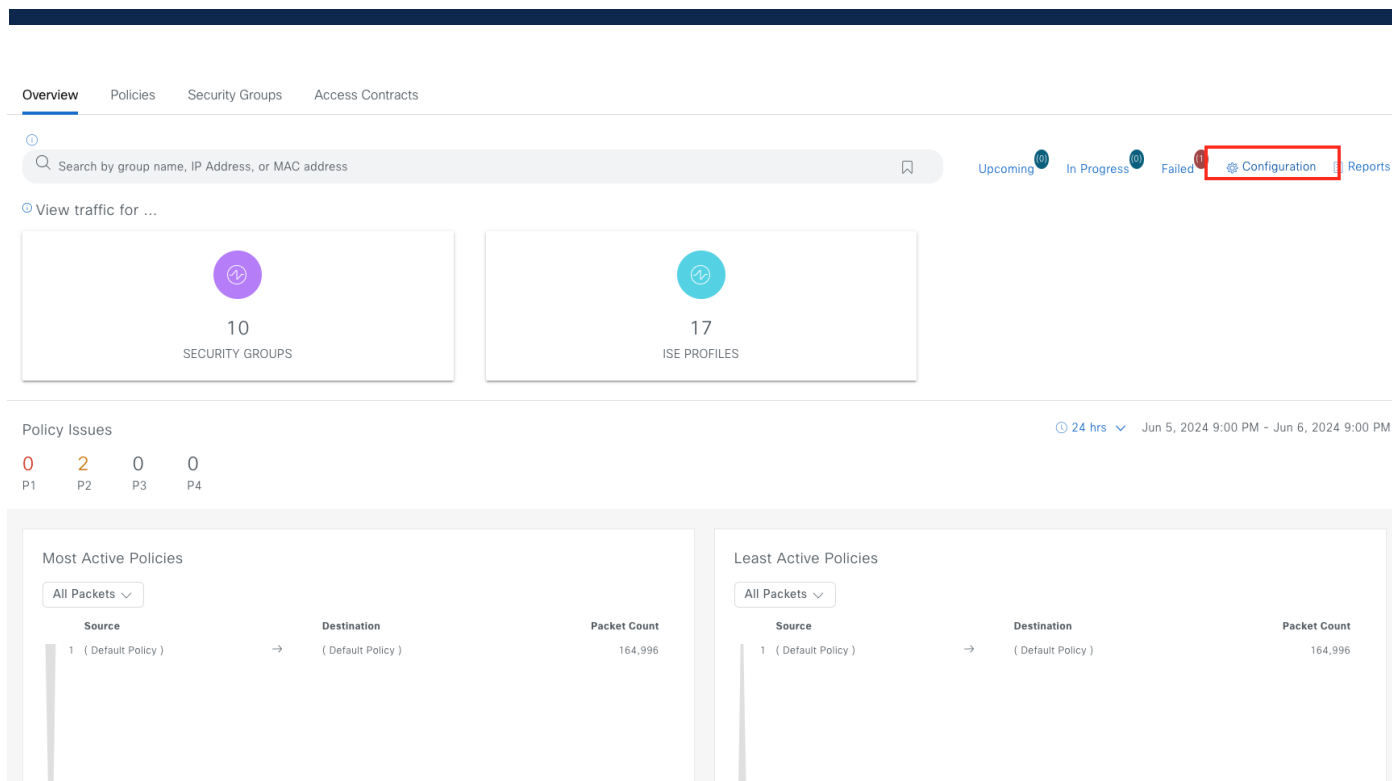 Overview Policies Security Groups Access Contracts
Search by group name, IP Address, or MAC address
Upcoming (0) In Progress (0) Failed (1 Configuration Reports
View traffic for ...
10 17
SECURITY GROUPS ISE PROFILES
Policy Issues 24 hrs Jun 5, 2024 9:00 PM - Jun 6, 2024 9:00 PM
0 2 0 0
P1 P2 P3 P4
Most Active Policies
All Packets
Source Destination Packet Count
1 ( Default Policy ) → ( Default Policy ) 164,996
Least Active Policies
All Packets
Source Destination Packet Count
1 ( Default Policy ) → ( Default Policy ) 164,996